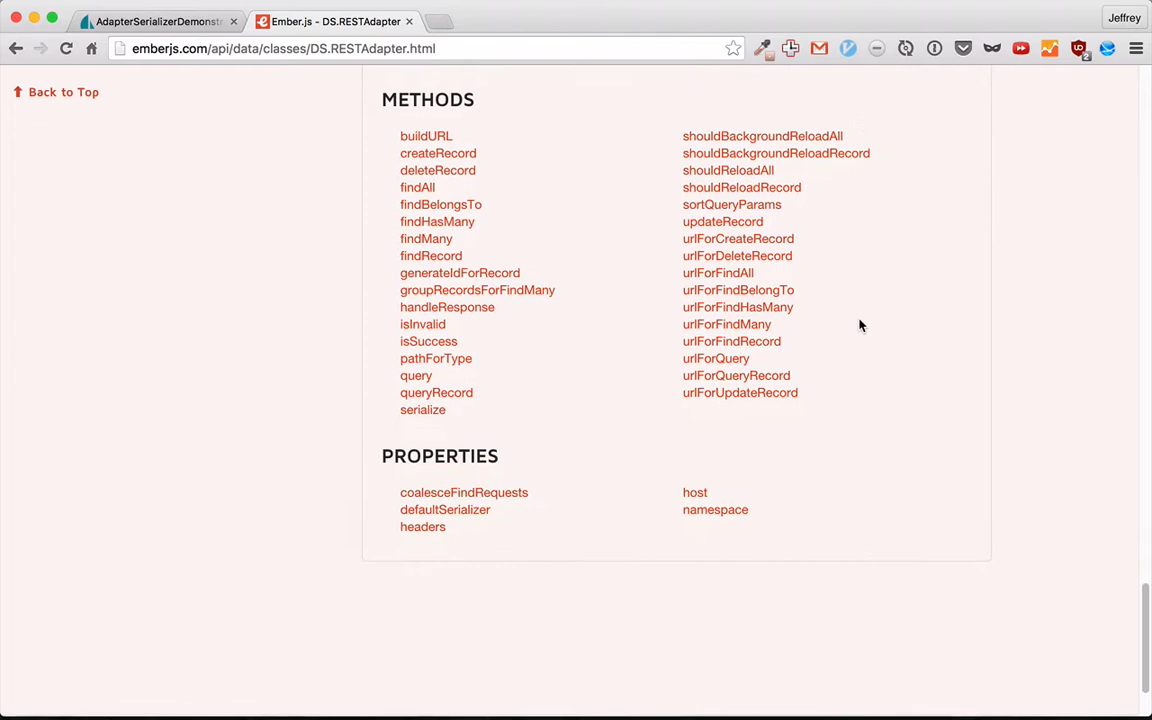 AdapterSerializerDemonst
Ember.js - DS.RESTAdapter
Jeffrey
emberjs.com/api/data/classes/DS.RESTAdapter.html
Back to Top
METHODS
buildURL
createRecord
deleteRecord
findAll
findBelongsTo
findHasMany
findMany
findRecord
generateIdForRecord
groupRecordsForFindMany
handleResponse
isInvalid
isSuccess
pathForType
query
queryRecord
serialize
shouldBackgroundReloadAll
shouldBackgroundReloadRecord
shouldReloadAll
shouldReloadRecord
sortQueryParams
updateRecord
urlForCreateRecord
urlForDeleteRecord
urlForFindAll
urlForFindBelongTo
urlForFindHasMany
urlForFindMany
urlForFindRecord
urlForQuery
urlForQueryRecord
urlForUpdateRecord
PROPERTIES
coalesceFindRequests
defaultSerializer
headers
host
namespace